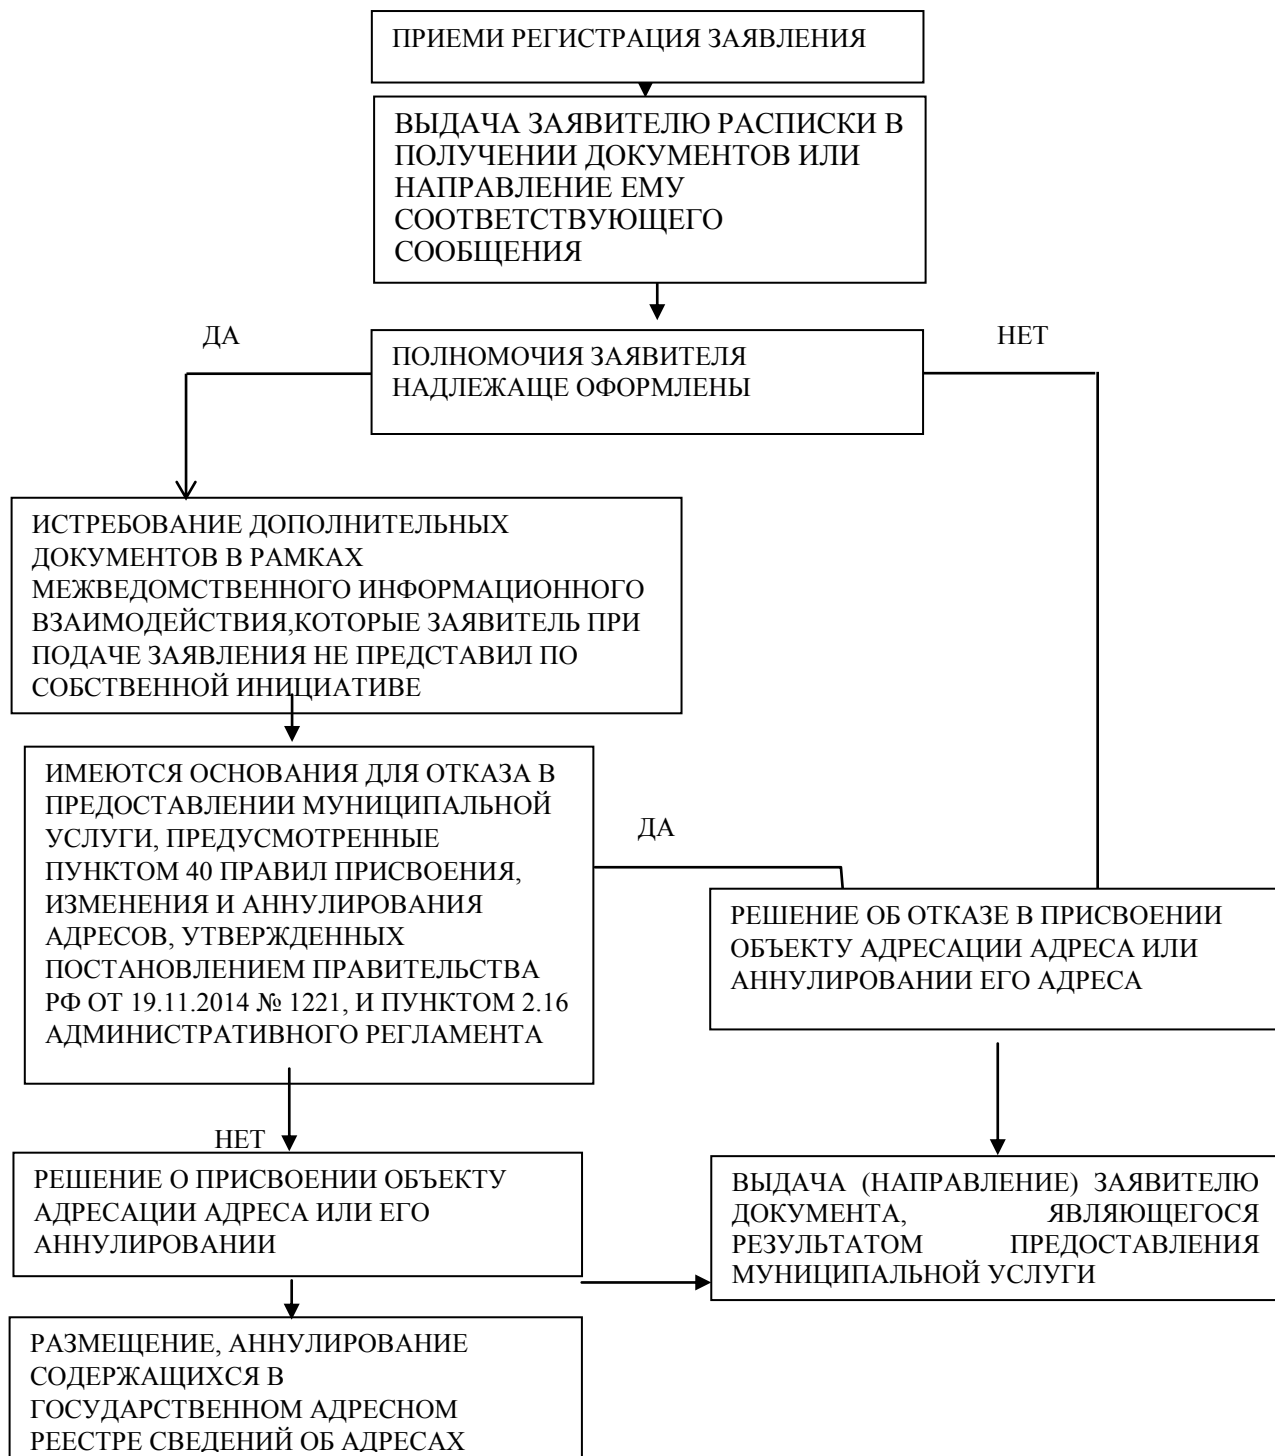 ПРИЕМИ РЕГИСТРАЦИЯ ЗАЯВЛЕНИЯ
ВЫДАЧА ЗАЯВИТЕЛЮ РАСПИСКИ В
ПОЛУЧЕНИИ ДОКУМЕНТОВ ИЛИ
НАПРАВЛЕНИЕ ЕМУ
СООТВЕТСТВУЮЩЕГО
СООБЩЕНИЯ
ДА
НЕТ
ПОЛНОМОЧИЯ ЗАЯВИТЕЛЯ
НАДЛЕЖАЩЕ ОФОРМЛЕНЫ
ИСТРЕБОВАНИЕ ДОПОЛНИТЕЛЬНЫХ
ДОКУМЕНТОВ В РАМКАХ
МЕЖВЕДОМСТВЕННОГО ИНФОРМАЦИОННОГО
ВЗАИМОДЕЙСТВИЯ,КОТОРЫЕ ЗАЯВИТЕЛЬ ПРИ
ПОДАЧЕ ЗАЯВЛЕНИЯ НЕ ПРЕДСТАВИЛ ПО
СОБСТВЕННОЙ ИНИЦИАТИВЕ
ИМЕЮТСЯ ОСНОВАНИЯ ДЛЯ ОТКАЗА В
ПРЕДОСТАВЛЕНИИ МУНИЦИПАЛЬНОЙ
УСЛУГИ, ПРЕДУСМОТРЕННЫЕ
ПУНКТОМ 40 ПРАВИЛ ПРИСВОЕНИЯ,
ИЗМЕНЕНИЯ И АННУЛИРОВАНИЯ
АДРЕСОВ, УТВЕРЖДЕННЫХ
ПОСТАНОВЛЕНИЕМ ПРАВИТЕЛЬСТВА
РФ ОТ 19.11.2014 № 1221, И ПУНКТОМ 2.16
АДМИНИСТРАТИВНОГО РЕГЛАМЕНТА
ДА
РЕШЕНИЕ ОБ ОТКАЗЕ В ПРИСВОЕНИИ
ОБЪЕКТУ АДРЕСАЦИИ АДРЕСА ИЛИ
АННУЛИРОВАНИИ ЕГО АДРЕСА
НЕТ
РЕШЕНИЕ О ПРИСВОЕНИИ ОБЪЕКТУ
АДРЕСАЦИИ АДРЕСА ИЛИ ЕГО
АННУЛИРОВАНИИ
ВЫДАЧА (НАПРАВЛЕНИЕ) ЗАЯВИТЕЛЮ
ДОКУМЕНТА, ЯВЛЯЮЩЕГОСЯ
РЕЗУЛЬТАТОМ ПРЕДОСТАВЛЕНИЯ
МУНИЦИПАЛЬНОЙ УСЛУГИ
РАЗМЕЩЕНИЕ, АННУЛИРОВАНИЕ
СОДЕРЖАЩИХСЯ В
ГОСУДАРСТВЕННОМ АДРЕСНОМ
РЕЕСТРЕ СВЕДЕНИЙ ОБ АДРЕСАХ